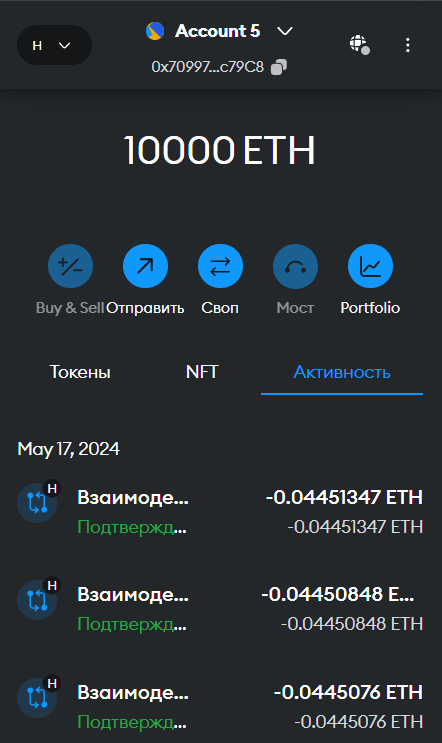 H
Account 5
0x70997...c79C8
10000 ETH
Buy & Sell Отправить Своп Мост Portfolio
Токены NFT Активность
May 17, 2024
H
Взаимоде... -0.04451347 ETH
Подтвержд... -0.04451347 ETH
H
Взаимоде... -0.04450848 E...
Подтвержд... -0.04450848 ETH
H
Взаимоде... -0.0445076 ETH
Подтвержд... -0.0445076 ETH